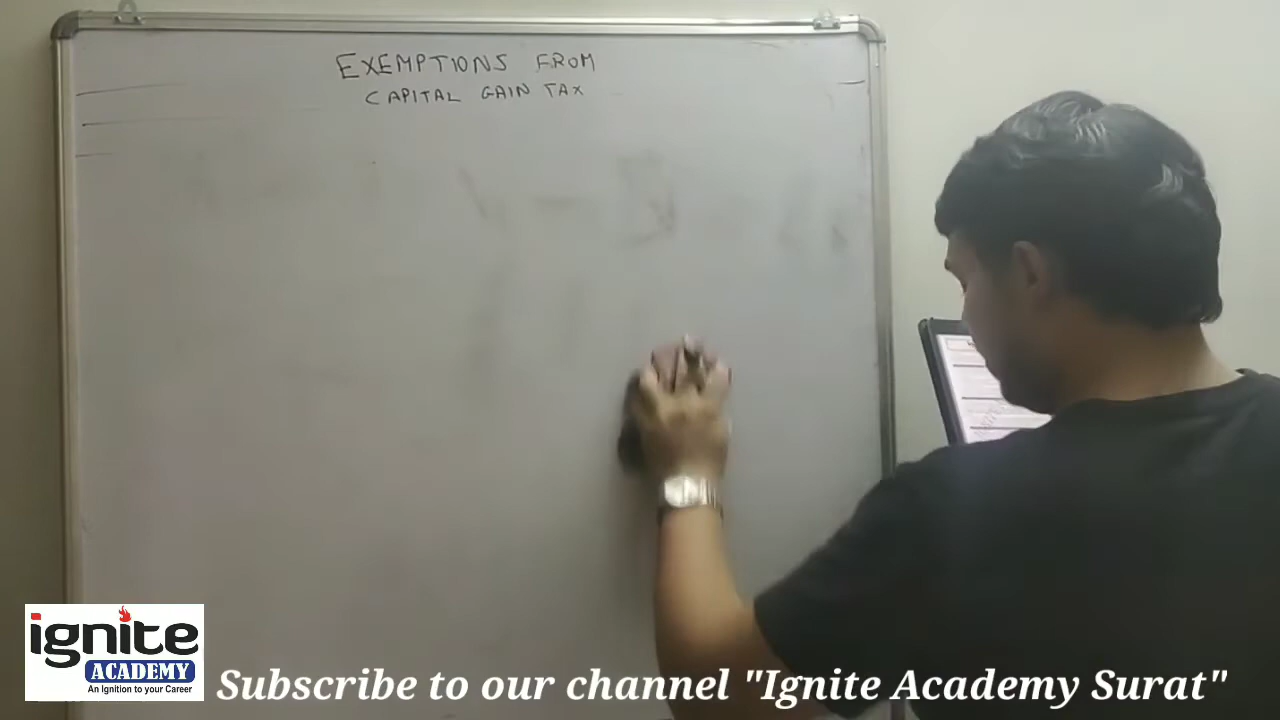 EXEMPTIONS FROM
CAPITAL GAIN TAX
ignite
ACADEMY
An Ignition to your Career
Subscribe to our channel "Ignite Academy Surat"